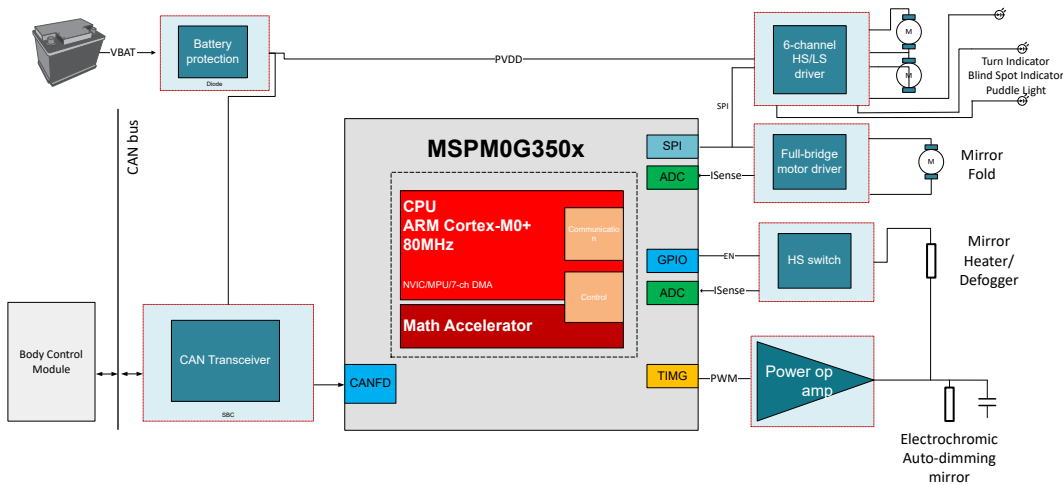 VBAT
Battery
protection
Diode
PVDD
6-channel
HS/LS
driver
M
M
Turn Indicator
Blind Spot Indicator
Puddle Light
SPI
CAN bus
MSPM0G350x
SPI
ADC
ISense
Full-bridge
motor driver
M
Mirror
Fold
CPU
ARM Cortex-M0+
80MHz
NVIC/MPU/7-ch DMA
Communicatio
n
Control
Math Accelerator
GPIO
EN
HS switch
ADC
ISense
Mirror
Heater/
Defogger
Body Control
Module
CAN Transceiver
SBC
CANFD
TIMG
PWM
Power op
amp
Electrochromic
Auto-dimming
mirror